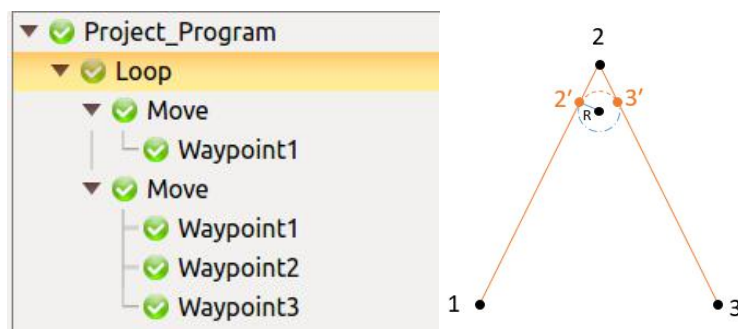 Project_Program
Loop
Move
Waypoint1
Move
Waypoint1
Waypoint2
Waypoint3
2
2′ 3′
R
1 3